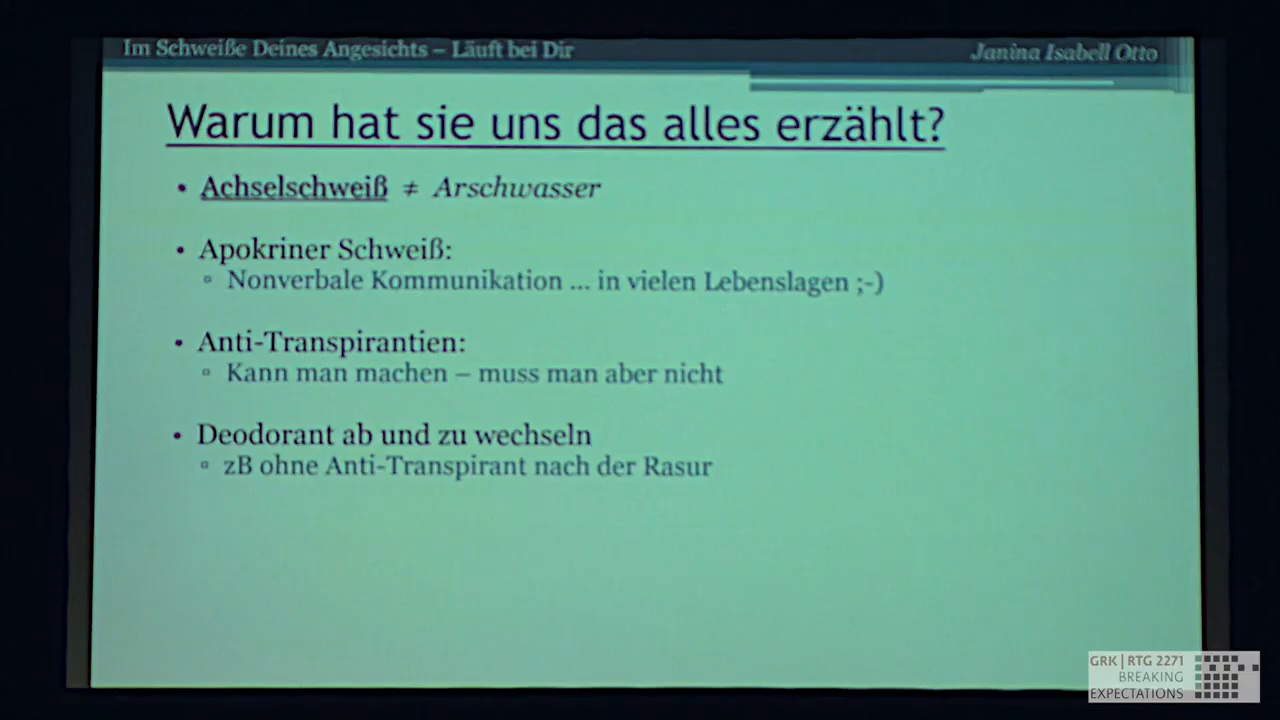 Im Schweiße Deines Angesichts – Läuft bei Dir
Janina Isabell Otto
Warum hat sie uns das alles erzählt?
• Achselschweiß ≠ Arschwasser
• Apokriner Schweiß:
▫ Nonverbale Kommunikation ... in vielen Lebenslagen ;-)
• Anti-Transpirantien:
▫ Kann man machen – muss man aber nicht
• Deodorant ab und zu wechseln
▫ zB ohne Anti-Transpirant nach der Rasur
GRK | RTG 2271
BREAKING
EXPECTATIONS